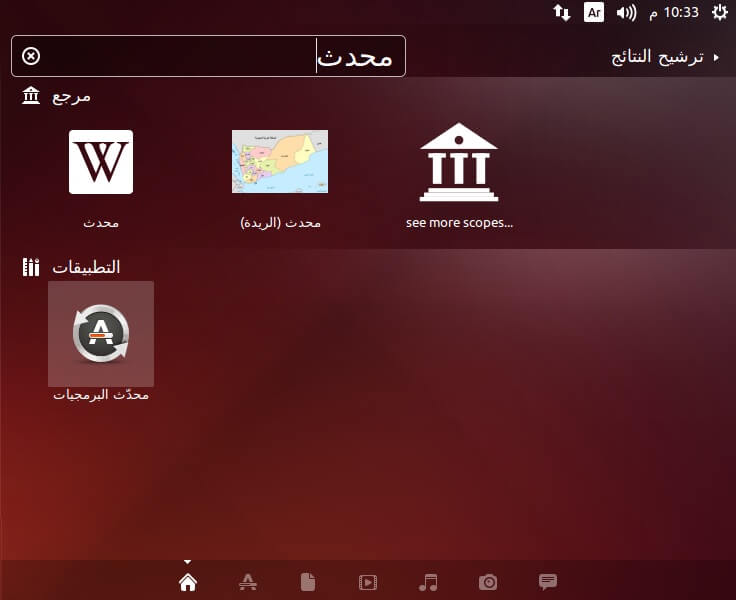 Ar 10:33 م
محدث
ترشيح النتائج
مرجع
W
محدث
محدث (الريدة)
see more scopes...
التطبيقات
محدّث البرمجيات